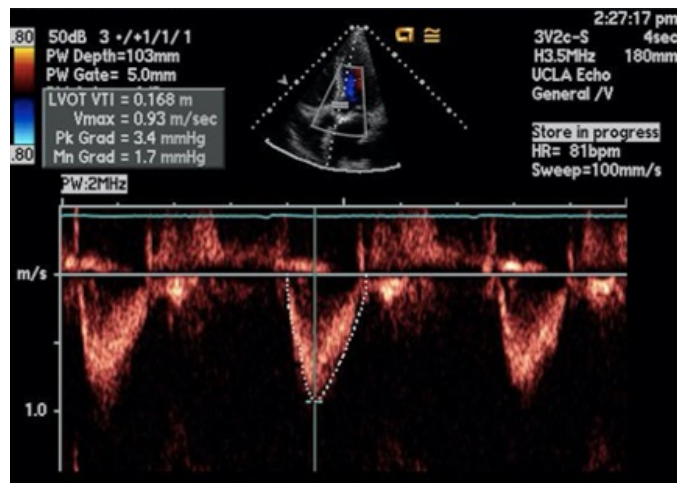 2:27:17 pm
.80
50dB 3 ·/+1/1/ 1
PW Depth=103mm
PW Gate= 5.0mm
LVOT VTI = 0.168 m
Vmax = 0.93 m/sec
Pk Grad = 3.4 mmHg
Mn Grad = 1.7 mmHg
.80
PW:2MHz
3V2c-S 4sec
H3.5MHz 180mm
UCLA Echo
General /V
Store in progress
HR= 81bpm
Sweep=100mm/s
m/s
1.0